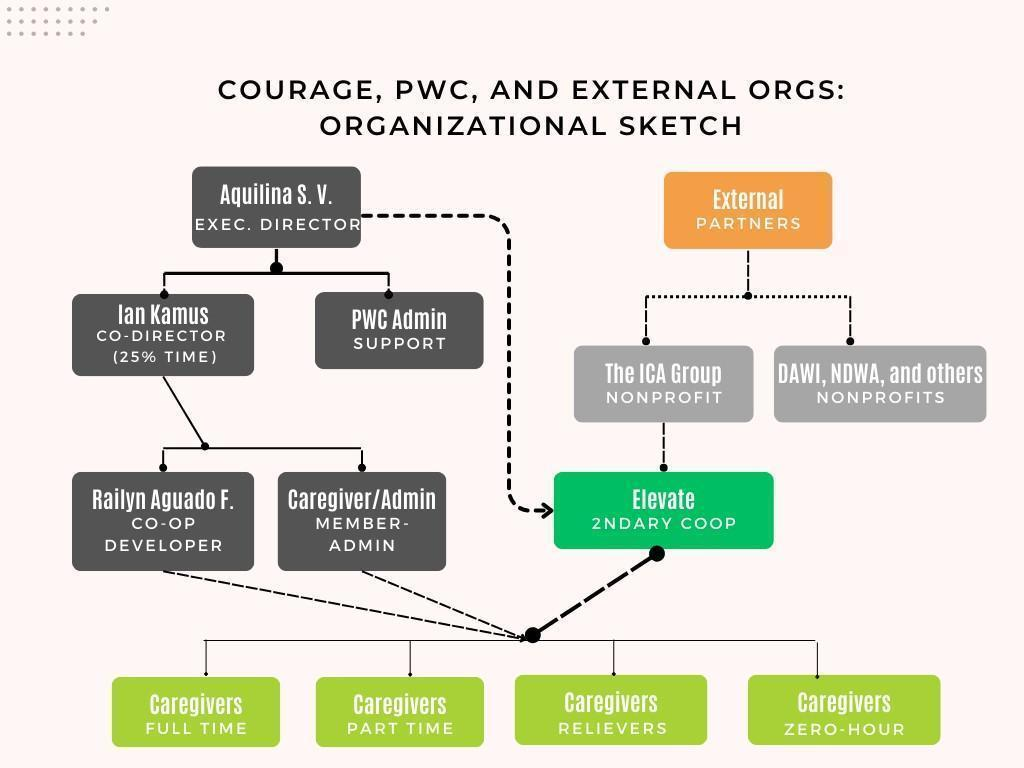 COURAGE, PWC, AND EXTERNAL ORGS:
ORGANIZATIONAL SKETCH
Aquilina S. V.
EXEC. DIRECTOR
External
PARTNERS
Ian Kamus
CO-DIRECTOR
(25% TIME)
PWC Admin
SUPPORT
The ICA Group
NONPROFIT
DAWI, NDWA, and others
NONPROFITS
Railyn Aguado F.
CO-OP
DEVELOPER
Caregiver/Admin
MEMBER-
ADMIN
Elevate
2NDARY COOP
Caregivers
FULL TIME
Caregivers
PART TIME
Caregivers
RELIEVERS
Caregivers
ZERO-HOUR